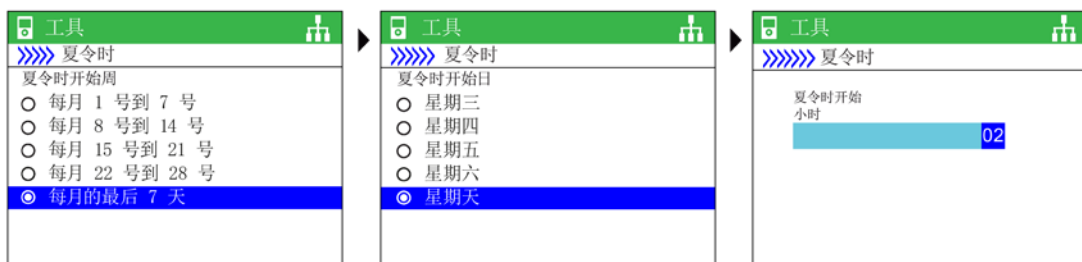 工具
夏令时
夏令时开始周
每月 1 号到 7 号
每月 8 号到 14 号
每月 15 号到 21 号
每月 22 号到 28 号
每月的最后 7 天
工具
夏令时
夏令时开始日
星期三
星期四
星期五
星期六
星期天
工具
夏令时
夏令时开始
小时
02